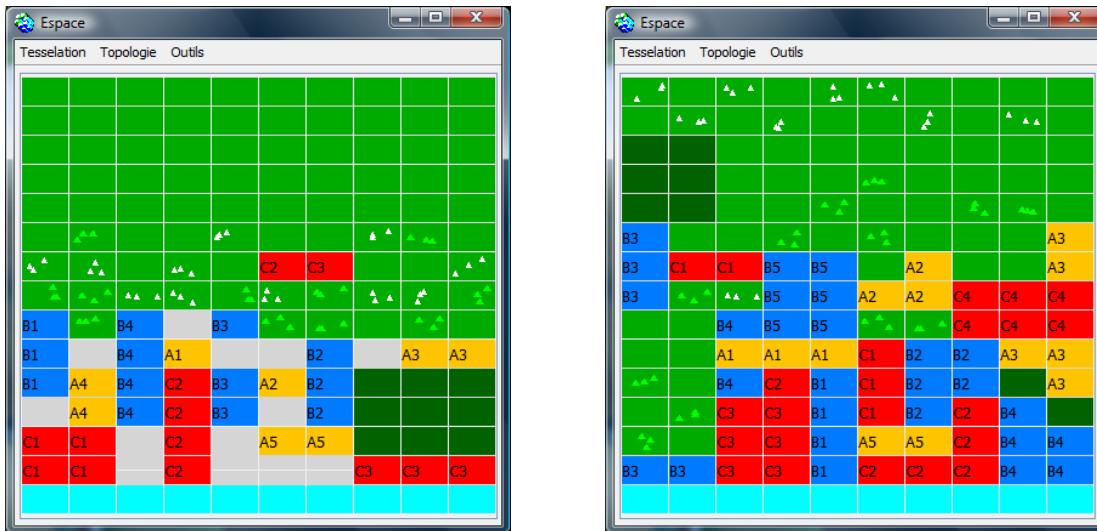 Espace
Tesselation Topologie Outils
C2 C3
B1 B4 B3
B1 B4 A1 B2 A3 A3
B1 A4 B4 C2 B3 A2 B2
A4 B4 C2 B3 B2
C1 C1 C2 A5 A5
C1 C1 C2 C3 C3 C3
Espace
Tesselation Topologie Outils
B3 A3
B3 C1 C1 B5 B5 A2 A3
B3 B5 B5 A2 A2 C4 C4 C4
B4 B5 B5 C4 C4 C4
A1 A1 A1 C1 B2 B2 A3 A3
B4 C2 B1 C1 B2 B2 A3
C3 C3 B1 C1 B2 C2 B4
C3 C3 B1 A5 A5 C2 B4 B4
B3 B3 C3 C3 B1 C2 C2 C2 B4 B4